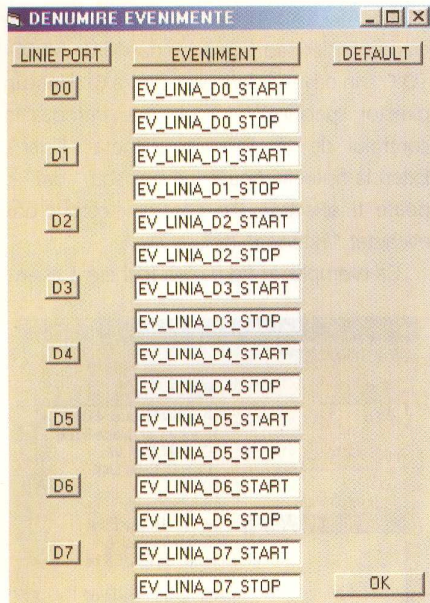 DENUMIRE EVENIMENTE
LINIE PORT EVENIMENT DEFAULT
D0 EV_LINIA_D0_START
EV_LINIA_D0_STOP
D1 EV_LINIA_D1_START
EV_LINIA_D1_STOP
D2 EV_LINIA_D2_START
EV_LINIA_D2_STOP
D3 EV_LINIA_D3_START
EV_LINIA_D3_STOP
D4 EV_LINIA_D4_START
EV_LINIA_D4_STOP
D5 EV_LINIA_D5_START
EV_LINIA_D5_STOP
D6 EV_LINIA_D6_START
EV_LINIA_D6_STOP
D7 EV_LINIA_D7_START
EV_LINIA_D7_STOP OK